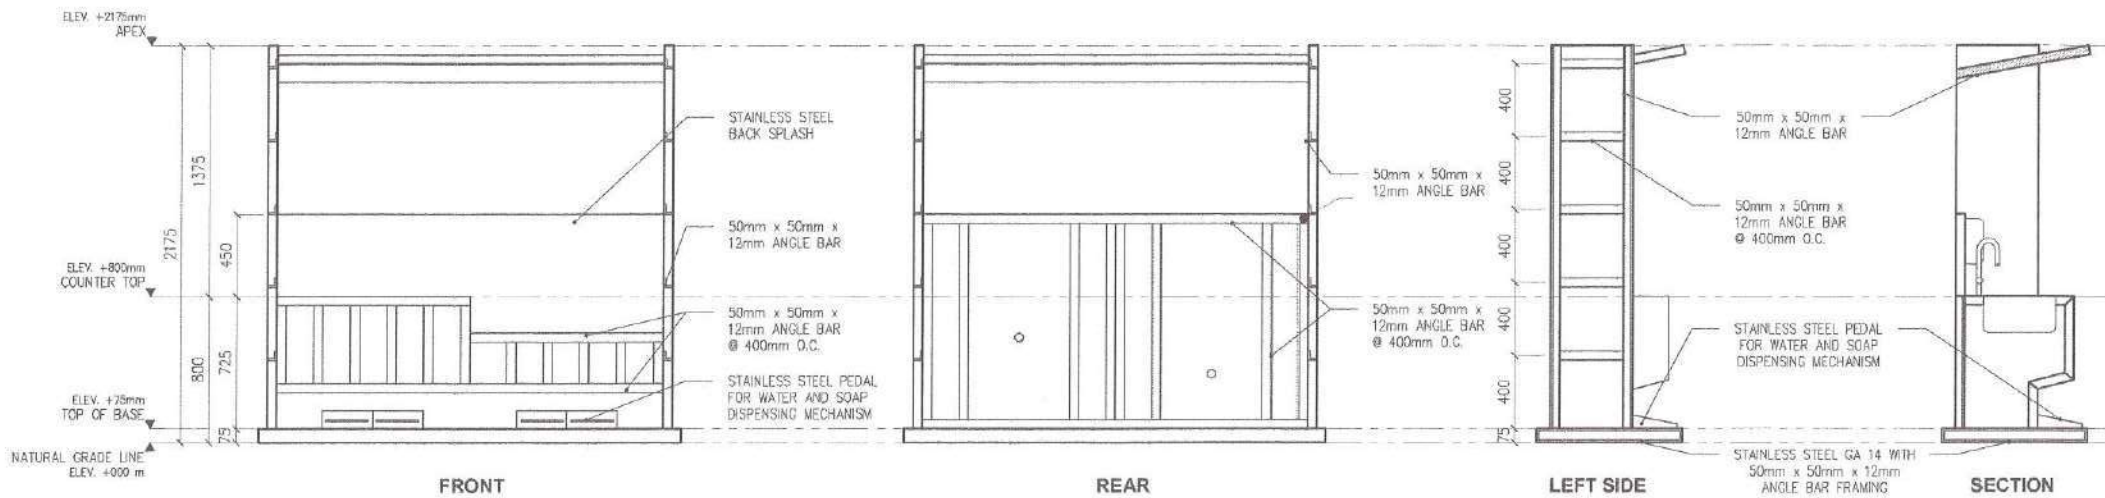 ELEV. +2175mm
APEX
2175
1375
450
ELEV. +800mm
COUNTER TOP
800
725
ELEV. +75mm
TOP OF BASE
75
NATURAL GRADE LINE
ELEV. +000 m
STAINLESS STEEL
BACK SPLASH
50mm x 50mm x
12mm ANGLE BAR
50mm x 50mm x
12mm ANGLE BAR
@ 400mm O.C.
STAINLESS STEEL PEDAL
FOR WATER AND SOAP
DISPENSING MECHANISM
FRONT
50mm x 50mm x
12mm ANGLE BAR
50mm x 50mm x
12mm ANGLE BAR
@ 400mm O.C.
REAR
400
400
400
400
400
75
LEFT SIDE
50mm x 50mm x
12mm ANGLE BAR
50mm x 50mm x
12mm ANGLE BAR
@ 400mm O.C.
STAINLESS STEEL PEDAL
FOR WATER AND SOAP
DISPENSING MECHANISM
STAINLESS STEEL GA 14 WITH
50mm x 50mm x 12mm
ANGLE BAR FRAMING
SECTION